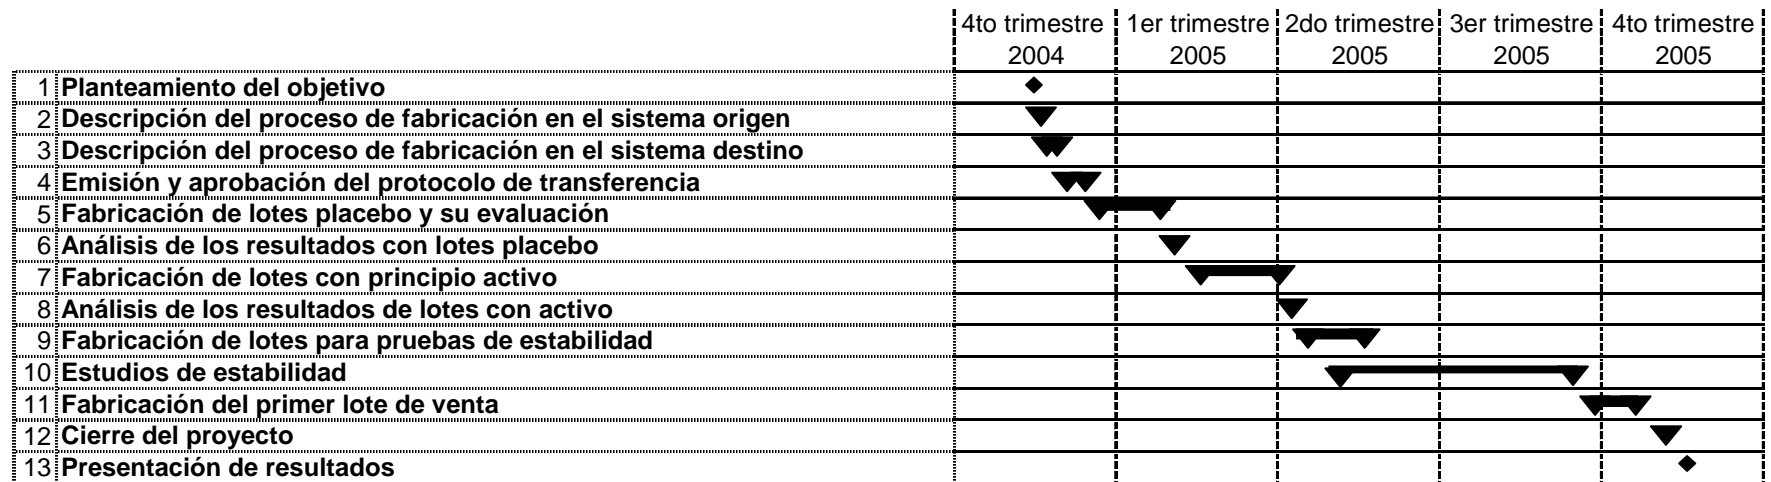 4to trimestre 1er trimestre 2do trimestre 3er trimestre 4to trimestre
2004 2005 2005 2005 2005
1 Planteamiento del objetivo
2 Descripción del proceso de fabricación en el sistema origen
3 Descripción del proceso de fabricación en el sistema destino
4 Emisión y aprobación del protocolo de transferencia
5 Fabricación de lotes placebo y su evaluación
6 Análisis de los resultados con lotes placebo
7 Fabricación de lotes con principio activo
8 Análisis de los resultados de lotes con activo
9 Fabricación de lotes para pruebas de estabilidad
10 Estudios de estabilidad
11 Fabricación del primer lote de venta
12 Cierre del proyecto
13 Presentación de resultados